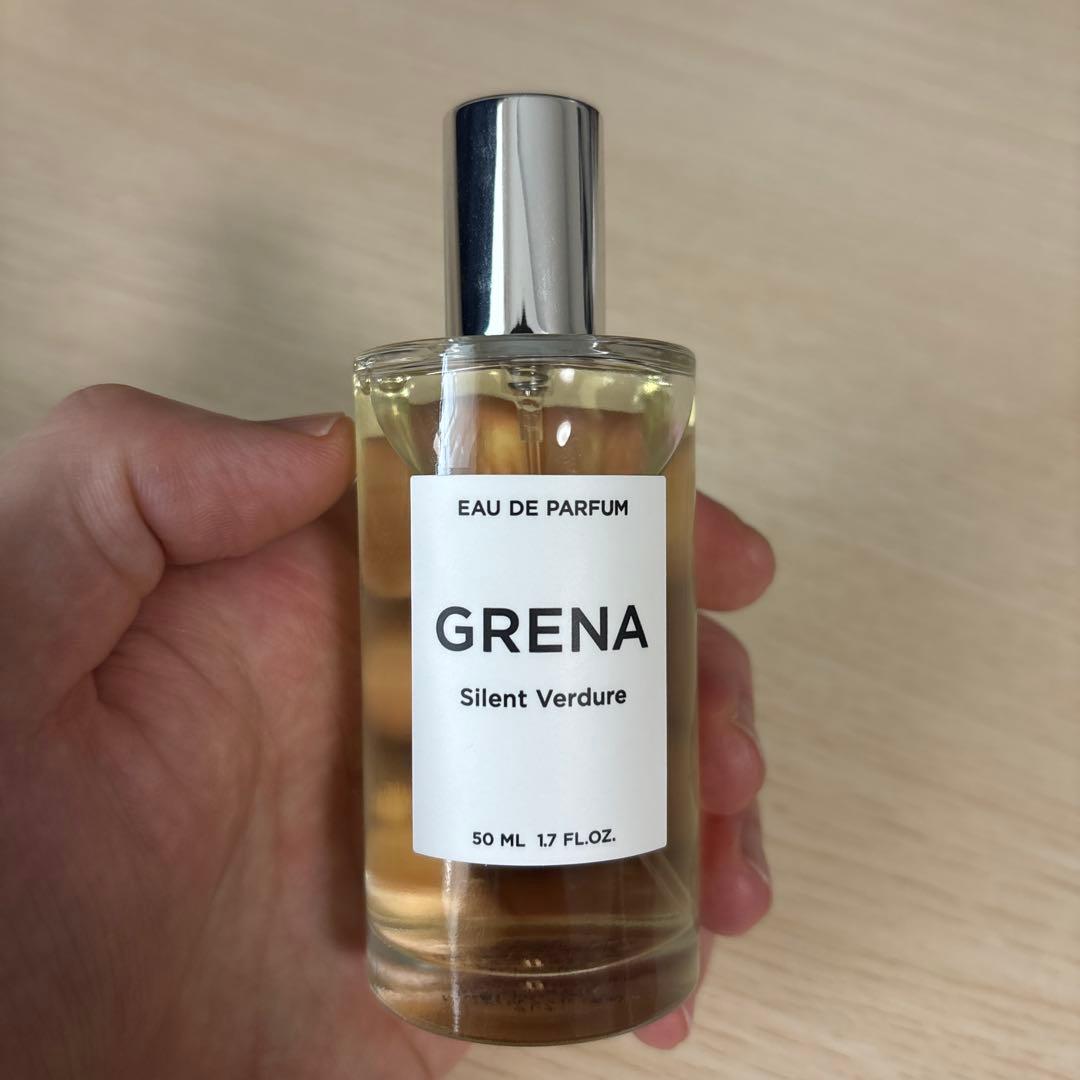 EAU DE PARFUM
GRENA
Silent Verdure
50 ML 1.7 FL.OZ.